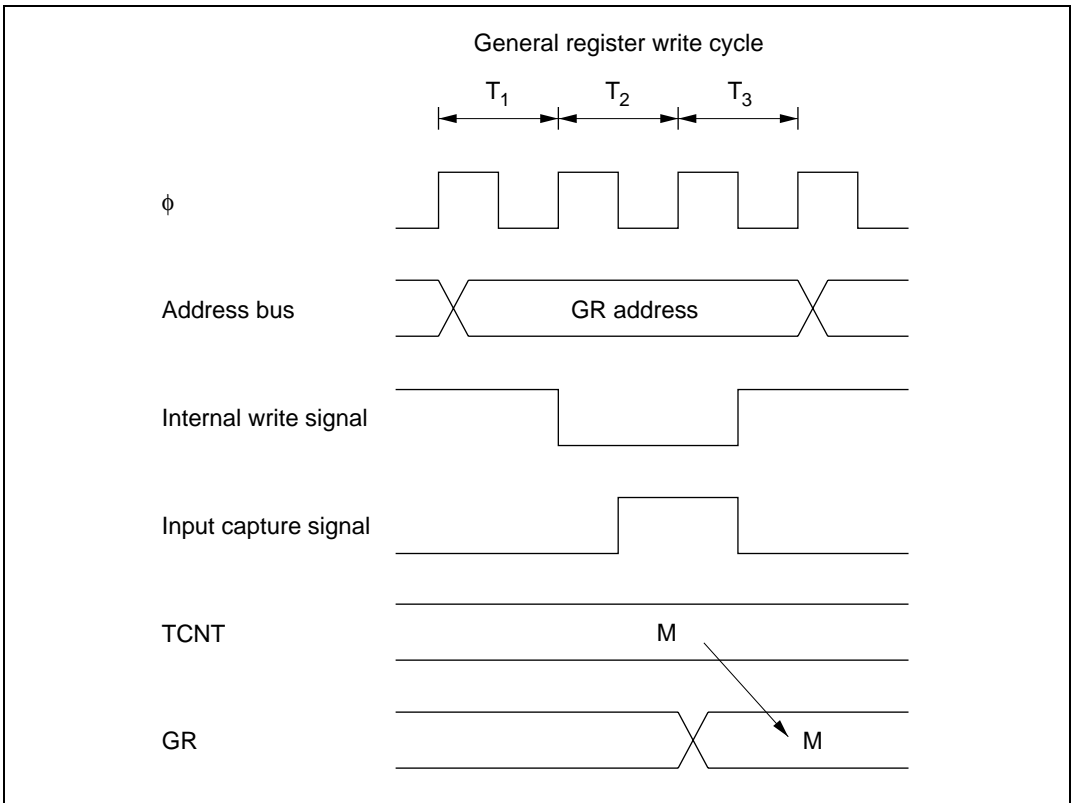 General register write cycle
T1 T2 T3
φ
Address bus GR address
Internal write signal
Input capture signal
TCNT M
GR M